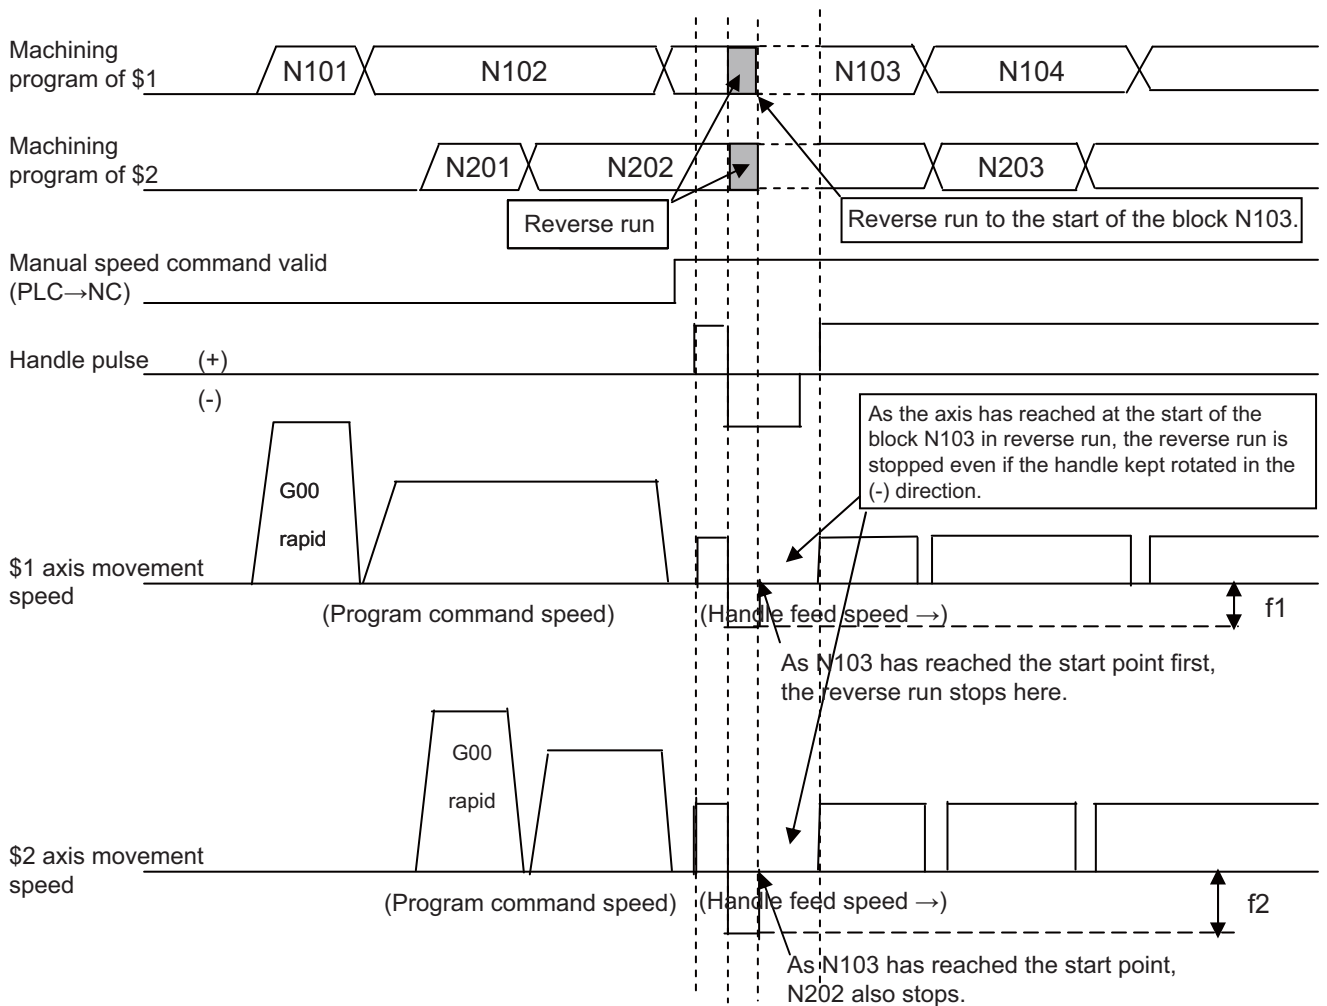 Machining
program of $1
N101
N102
N103
N104
Machining
program of $2
N201
N202
N203
Reverse run
Reverse run to the start of the block N103.
Manual speed command valid
(PLC→NC)
Handle pulse
(+)
(-)
As the axis has reached at the start of the
block N103 in reverse run, the reverse run is
stopped even if the handle kept rotated in the
(-) direction.
G00
rapid
$1 axis movement
speed
(Program command speed)
(Handle feed speed →)
f1
As N103 has reached the start point first,
the reverse run stops here.
G00
rapid
$2 axis movement
speed
(Program command speed)
(Handle feed speed →)
f2
As N103 has reached the start point,
N202 also stops.